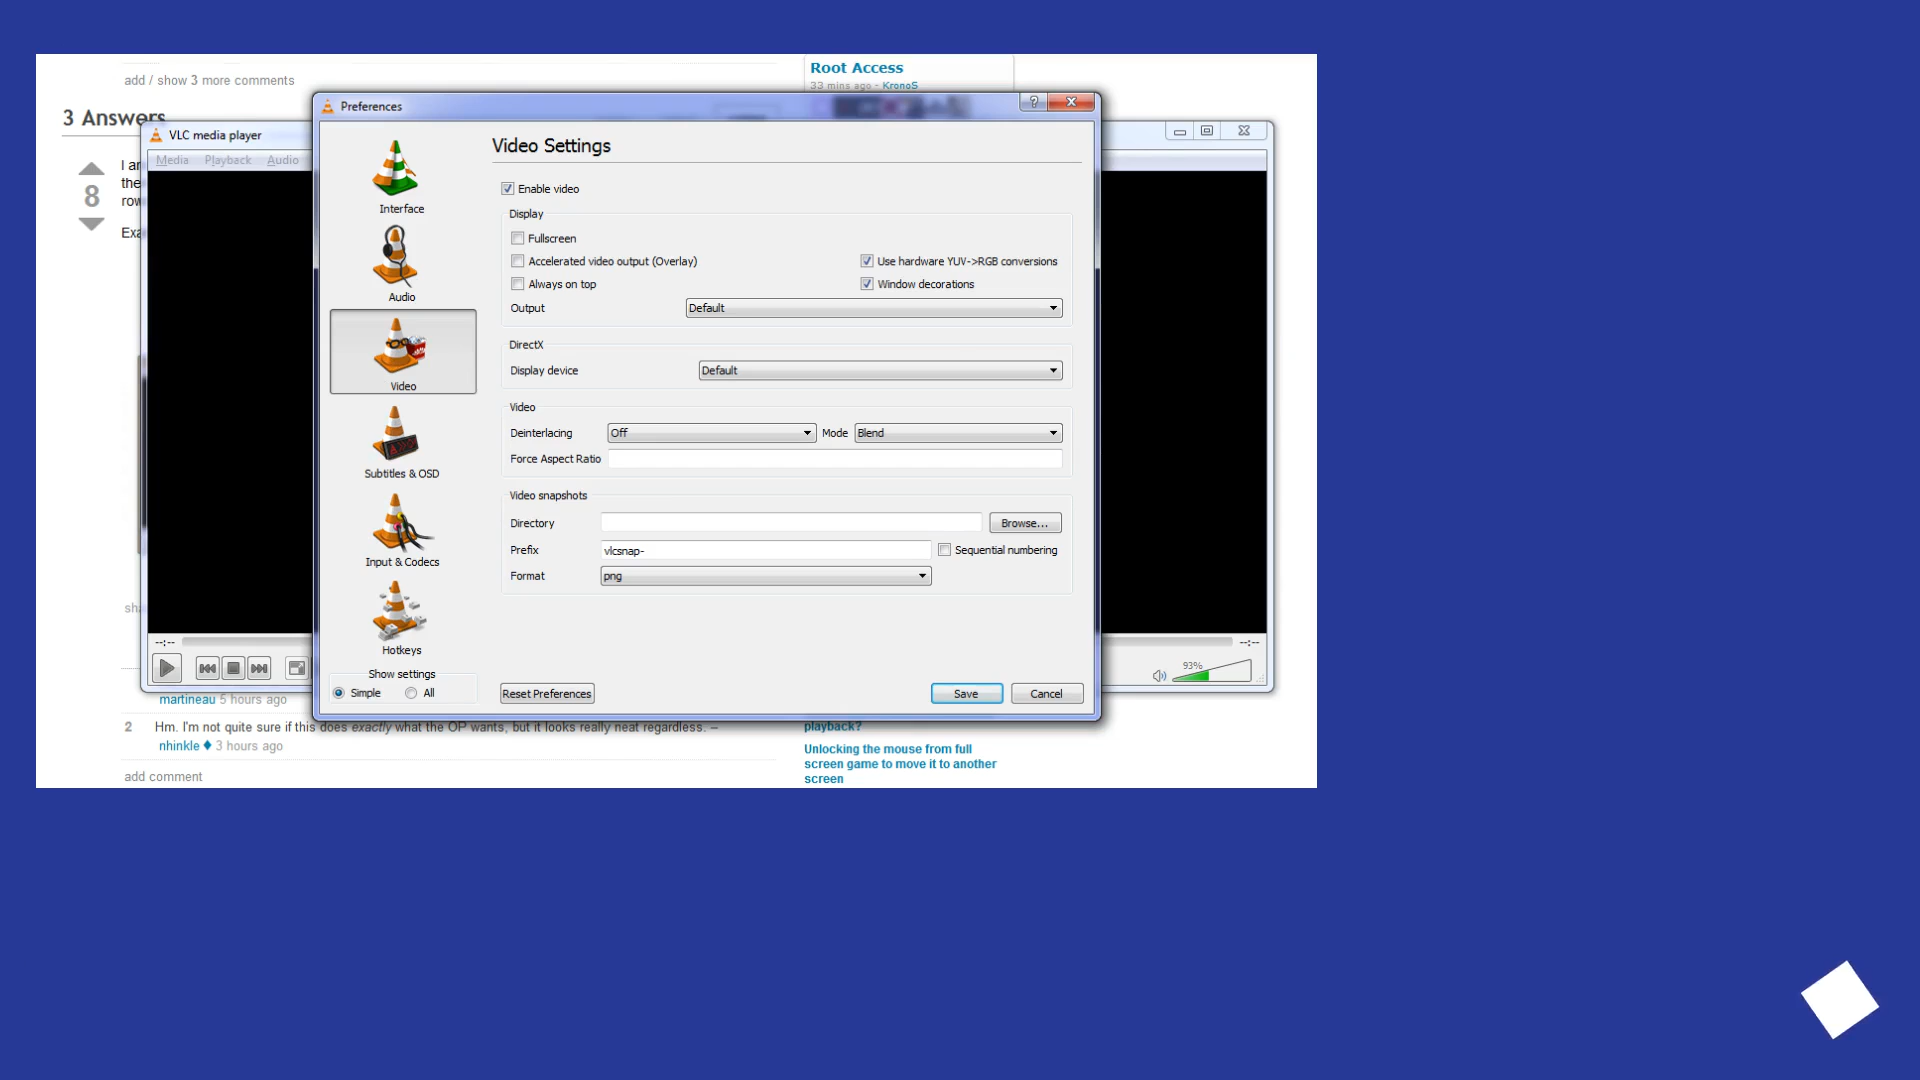 add / show 3 more comments
Root Access
33 mins ago - KronoS
3 Answers
Preferences
VLC media player
Media Playback Audio
8
the
Video Settings
Interface
Audio
Video
Subtitles & OSD
Input & Codecs
Hotkeys
Show settings
Simple All
Enable video
Display
Fullscreen
Accelerated video output (Overlay) Use hardware YUV->RGB conversions
Always on top Window decorations
Output Default
DirectX
Display device Default
Video
Deinterlacing Off Mode Blend
Force Aspect Ratio
Video snapshots
Directory Browse...
Prefix vlcsnap- Sequential numbering
Format png
Reset Preferences Save Cancel
--:-- --:--
93%
martineau 5 hours ago
2 Hm. I'm not quite sure if this does exactly what the OP wants, but it looks really neat regardless. –
nhinkle ♦ 3 hours ago
add comment
playback?
Unlocking the mouse from full
screen game to move it to another
screen